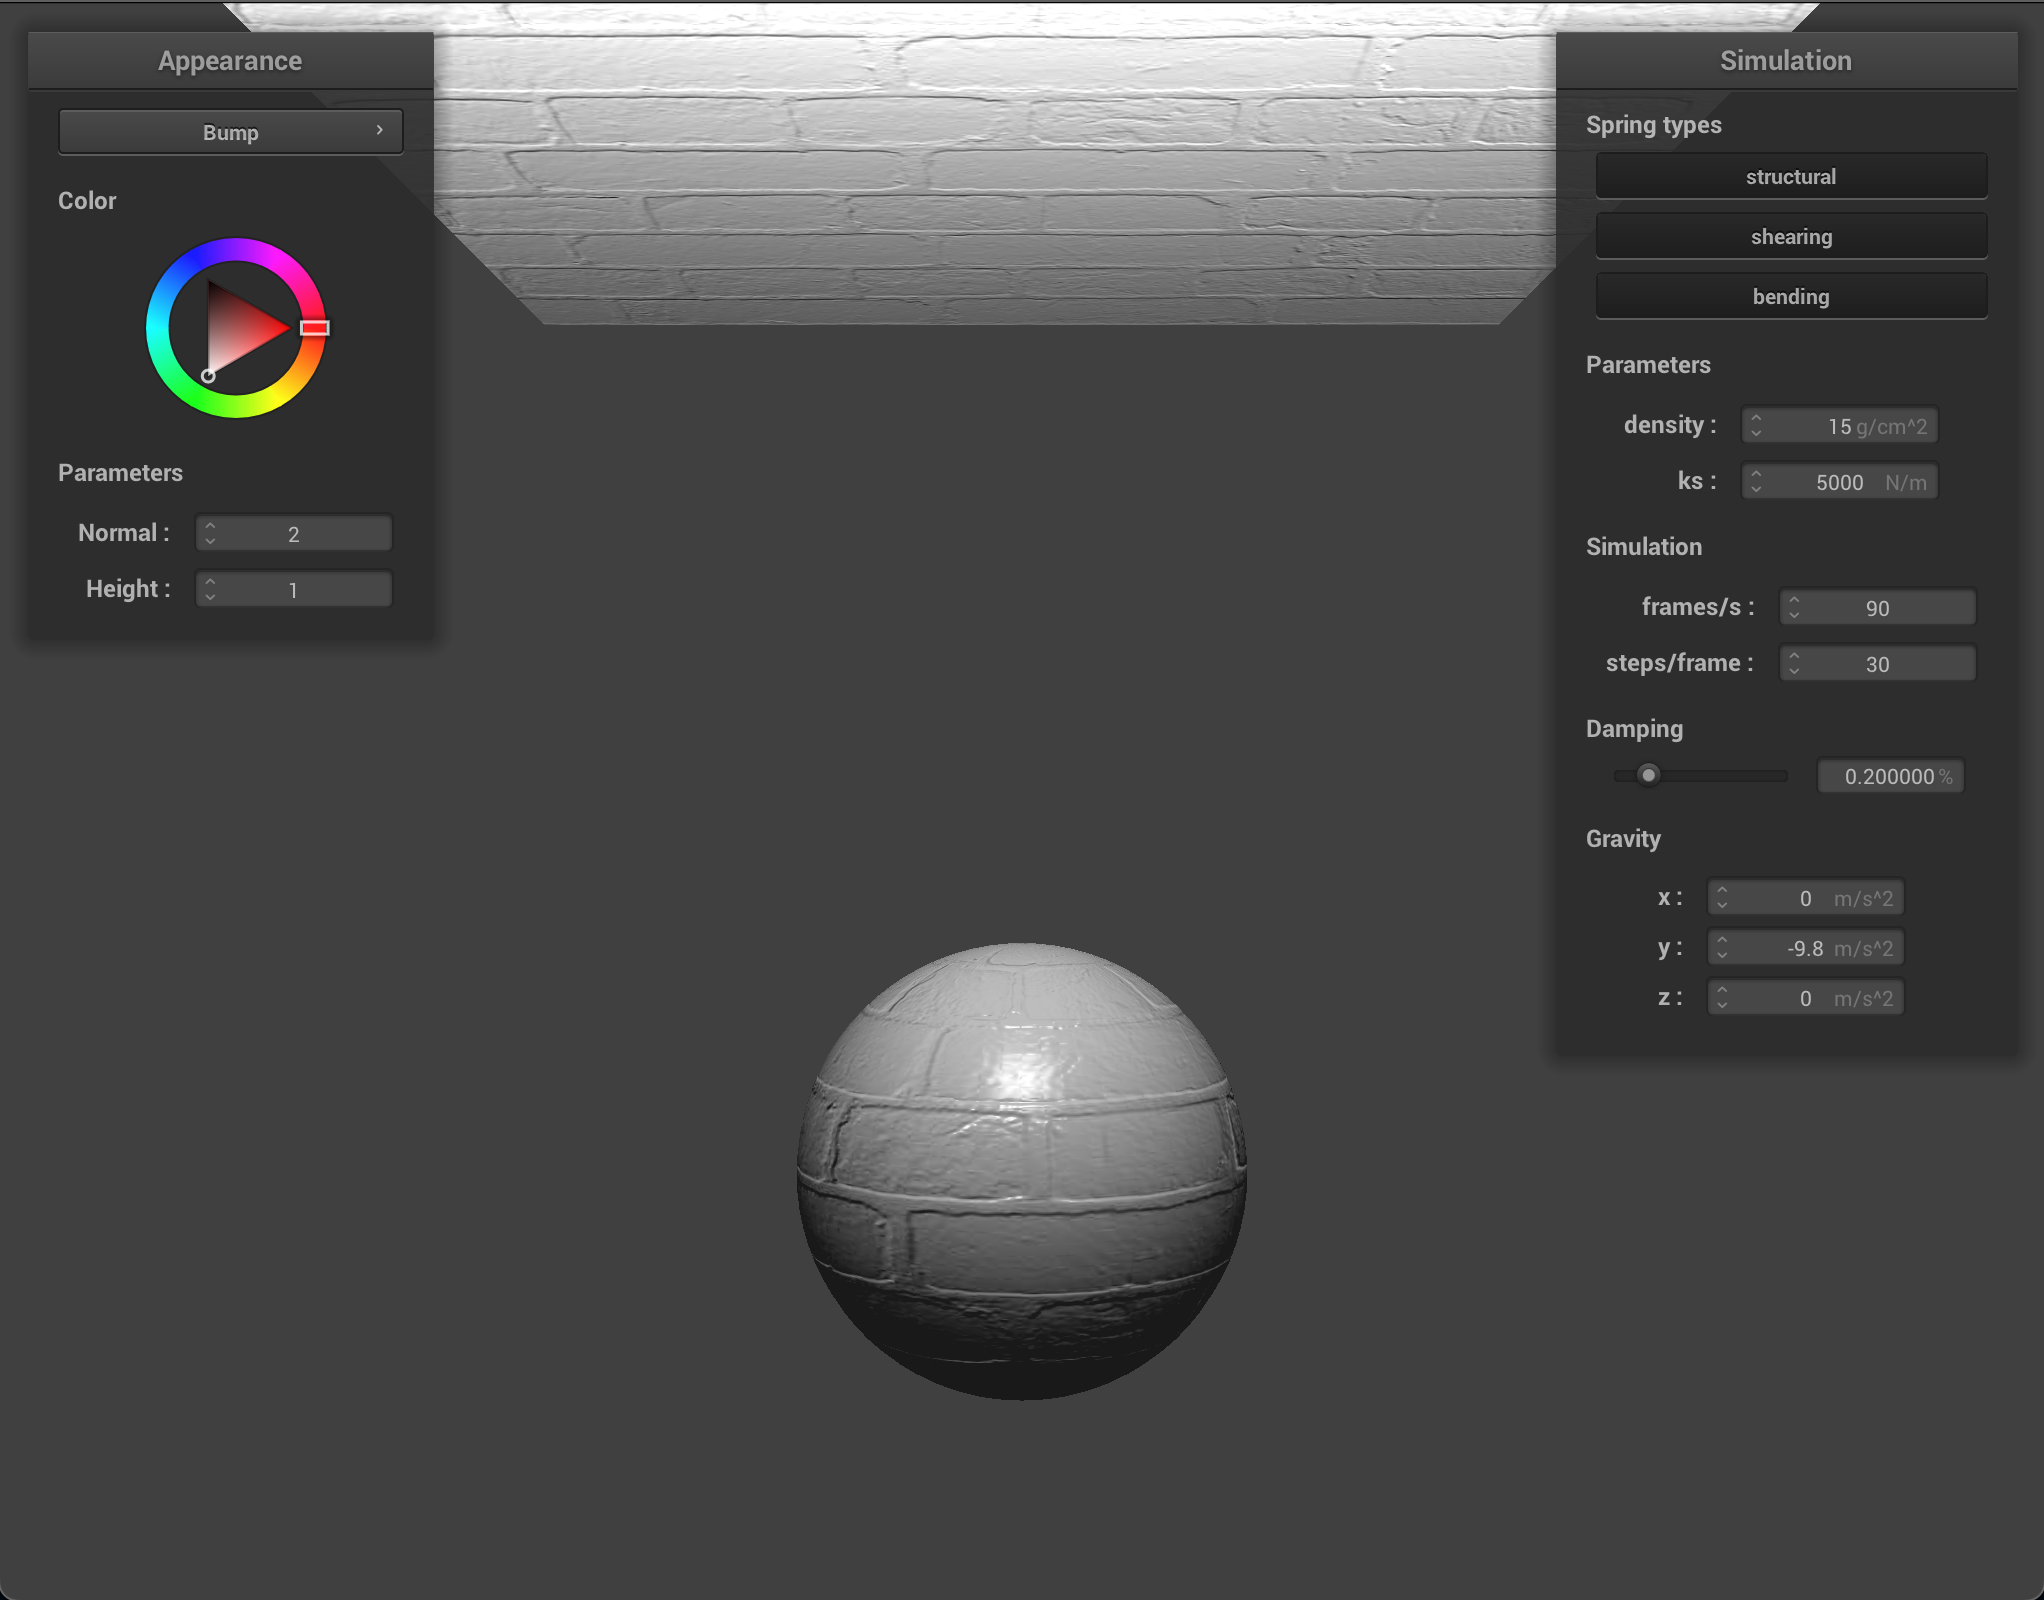 Appearance
Bump
Color
Parameters
Normal : 2
Height : 1
Simulation
Spring types
structural
shearing
bending
Parameters
density : 15 g/cm^2
ks : 5000 N/m
Simulation
frames/s : 90
steps/frame : 30
Damping
0.200000 %
Gravity
x : 0 m/s^2
y : -9.8 m/s^2
z : 0 m/s^2